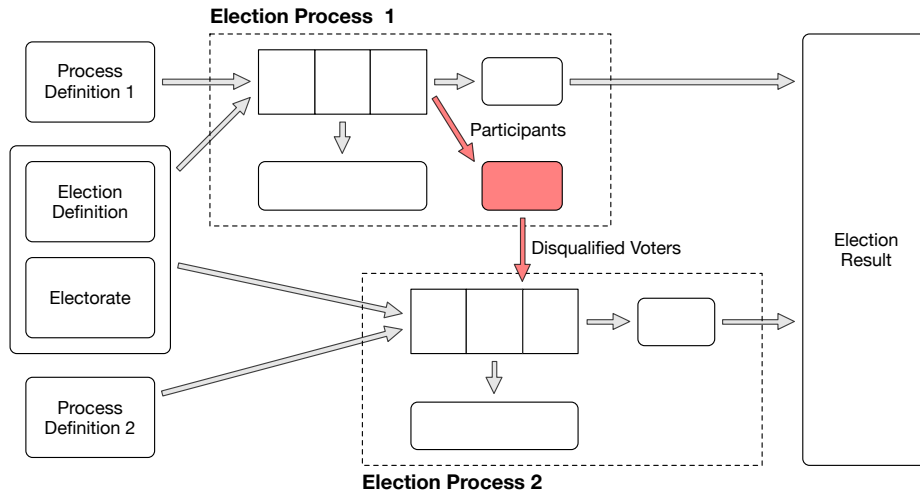 Election Process 1
Process
Definition 1
Participants
Election
Definition
Electorate
Disqualified Voters
Election
Result
Process
Definition 2
Election Process 2